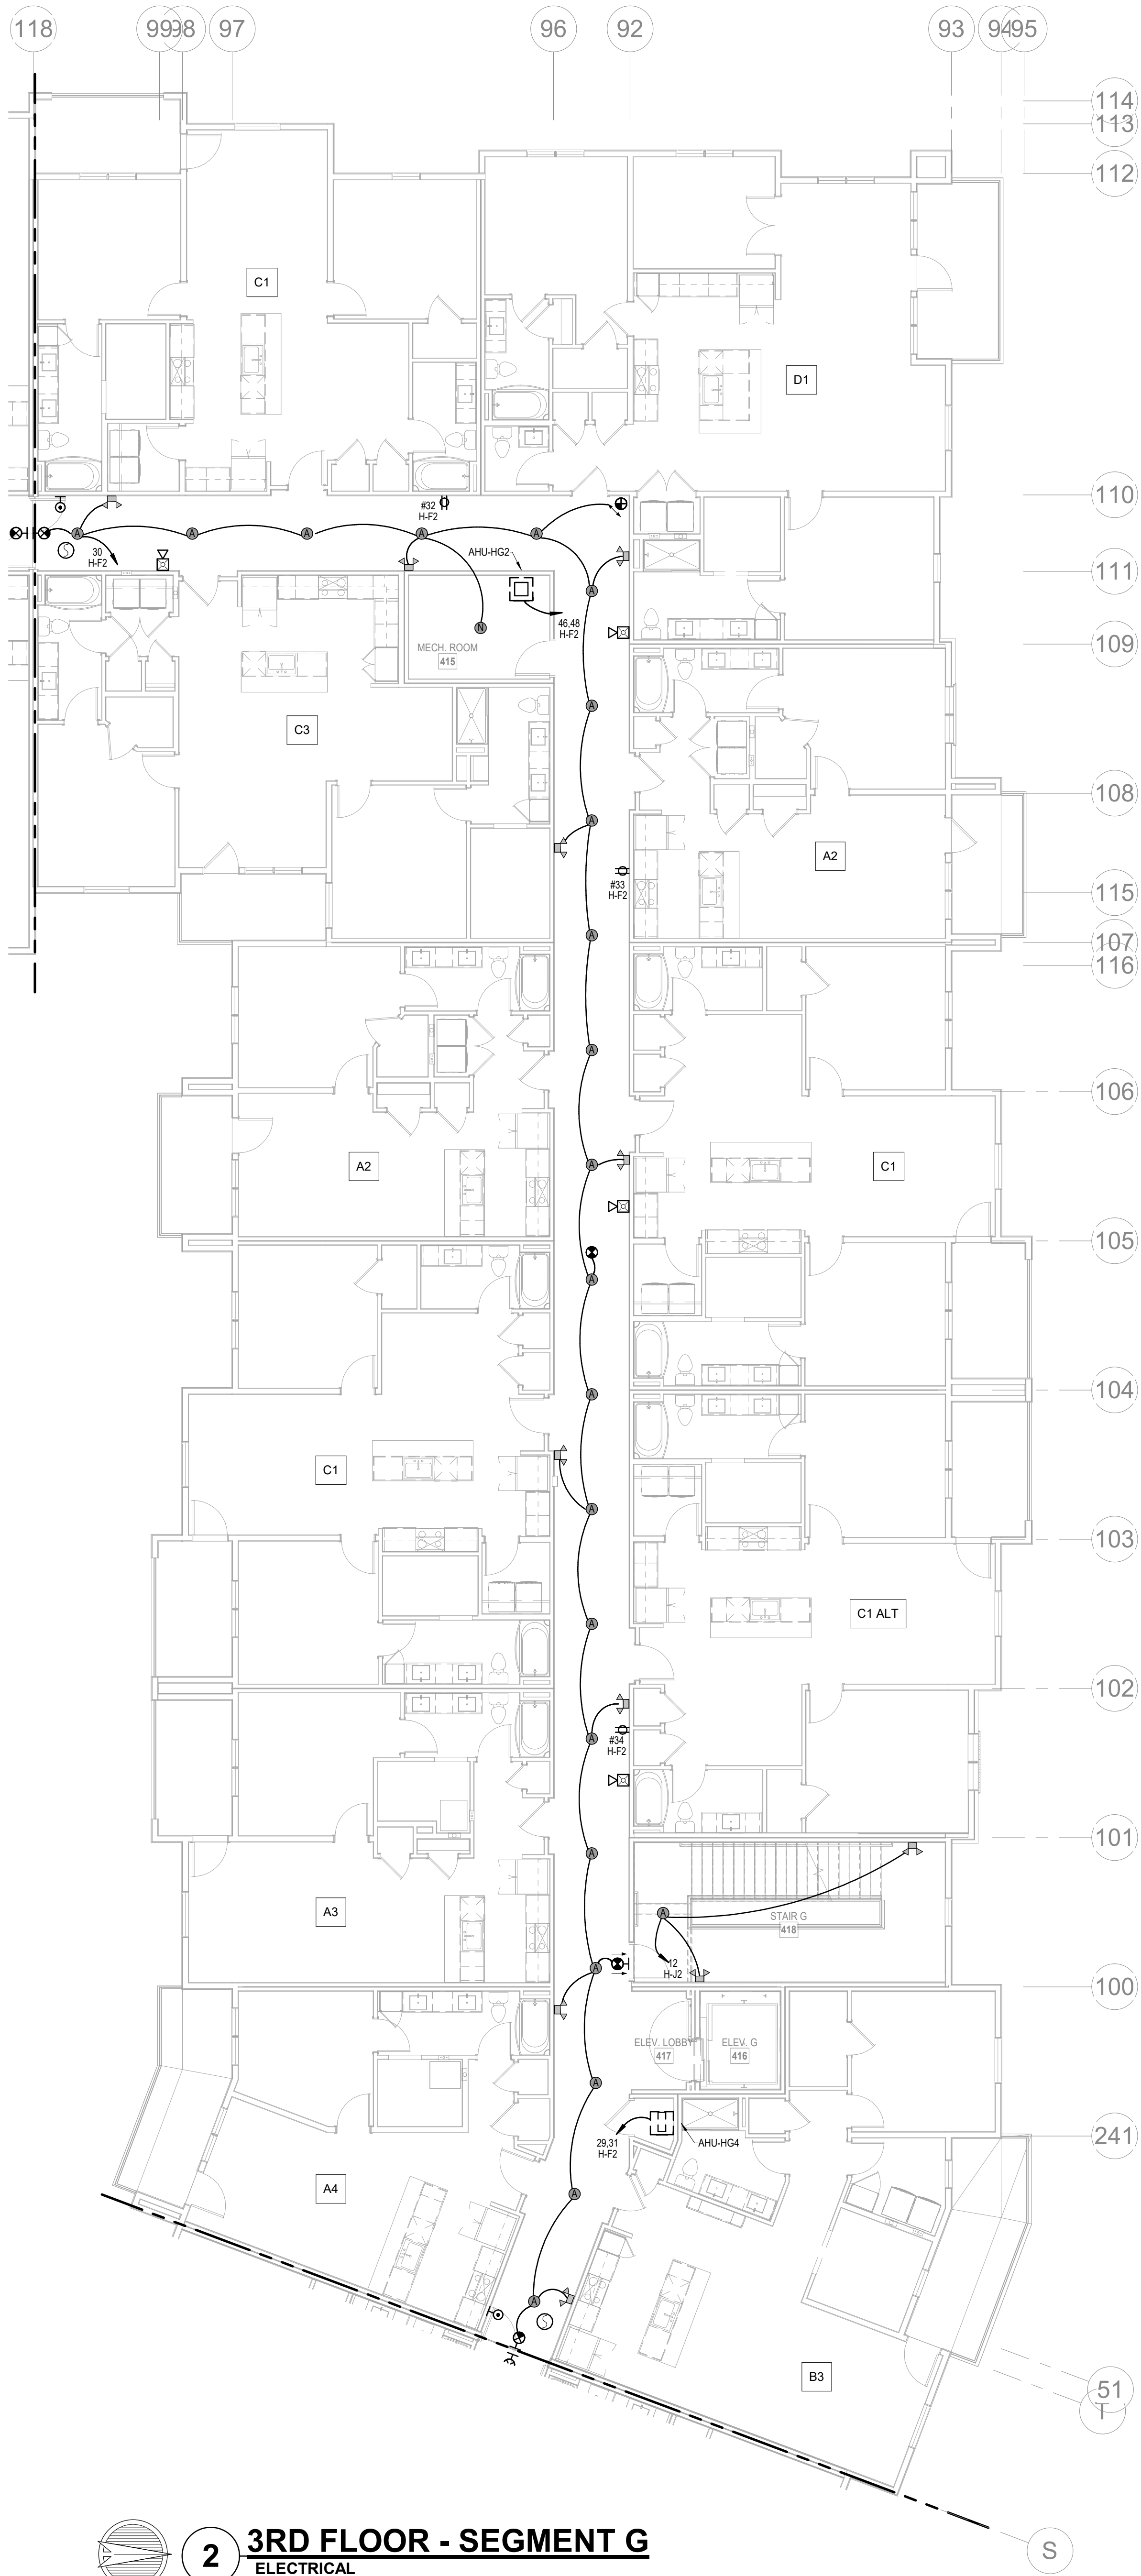 118
99
98
97
96
92
93
94
95
114
113
112
C1
D1
110
#32
H-F2
A
A
A
A
A
30
H-F2
AHU-HG2
A
111
46,48
H-F2
N
MECH. ROOM
415
109
A
C3
108
A
A2
#33
H-F2
115
A
107
116
A
106
A2
A
C1
105
A
A
104
C1
A
103
C1 ALT
A
102
#34
H-F2
A
101
A
A3
A
STAIR G
418
12
H-J2
A
100
ELEV. LOBBY
417
ELEV. G
416
A
29,31
H-F2
AHU-HG4
241
A4
A
A
S
B3
51
T
2
3RD FLOOR - SEGMENT G
ELECTRICAL
S